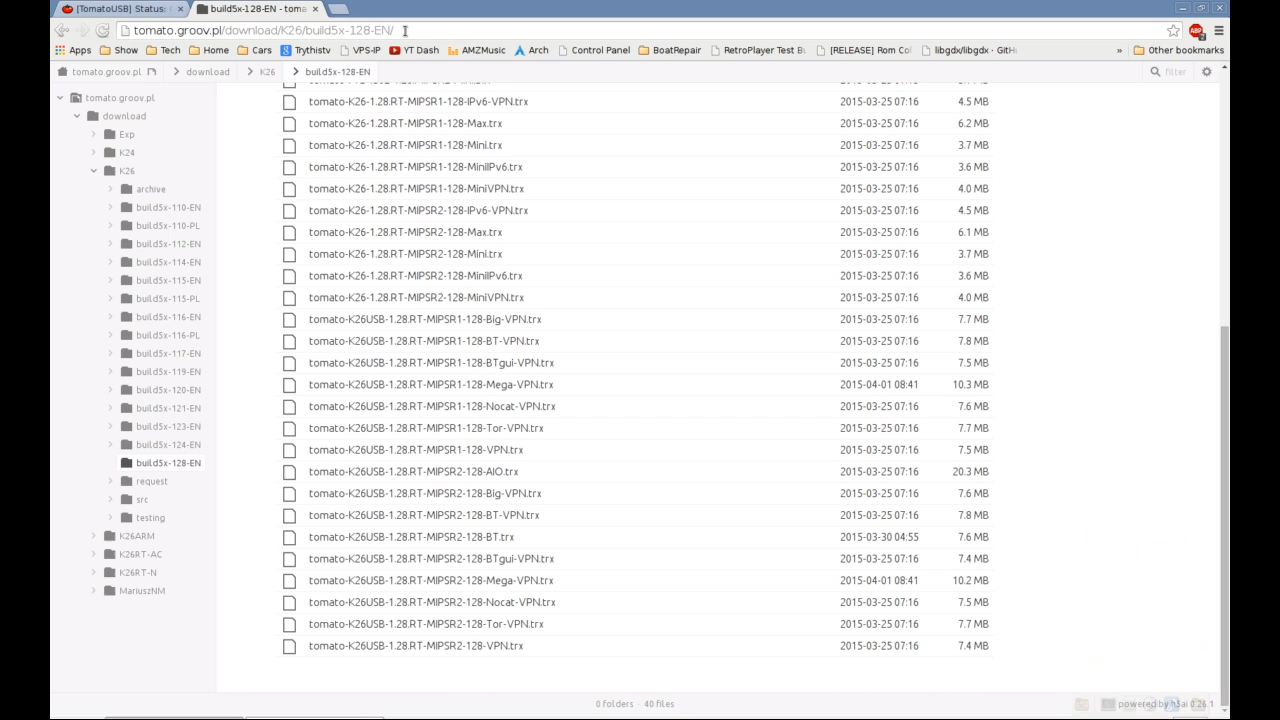 [TomatoUSB] Status: build5x-128-EN - toma
tomato.groov.pl/download/K26/build5x-128-EN/
Apps Show Tech Home Cars Trythistv VPS-IP YT Dash AMZMusic Arch Control Panel BoatRepair RetroPlayer Test Bu [RELEASE] Rom Col libgdx/libgdx · GitHu » Other bookmarks
tomato.groov.pl download K26 build5x-128-EN filter
tomato.groov.pl
download
Exp
K24
K26
archive
build5x-110-EN
build5x-110-PL
build5x-112-EN
build5x-114-EN
build5x-115-EN
build5x-115-PL
build5x-116-EN
build5x-116-PL
build5x-117-EN
build5x-119-EN
build5x-120-EN
build5x-121-EN
build5x-123-EN
build5x-124-EN
build5x-128-EN
request
src
testing
K26ARM
K26RT-AC
K26RT-N
MariuszNM
tomato-K26-1.28.RT-MIPSR1-128-IPv6-VPN.trx 2015-03-25 07:16 4.5 MB
tomato-K26-1.28.RT-MIPSR1-128-Max.trx 2015-03-25 07:16 6.2 MB
tomato-K26-1.28.RT-MIPSR1-128-Mini.trx 2015-03-25 07:16 3.7 MB
tomato-K26-1.28.RT-MIPSR1-128-MiniIPv6.trx 2015-03-25 07:16 3.6 MB
tomato-K26-1.28.RT-MIPSR1-128-MiniVPN.trx 2015-03-25 07:16 4.0 MB
tomato-K26-1.28.RT-MIPSR2-128-IPv6-VPN.trx 2015-03-25 07:16 4.5 MB
tomato-K26-1.28.RT-MIPSR2-128-Max.trx 2015-03-25 07:16 6.1 MB
tomato-K26-1.28.RT-MIPSR2-128-Mini.trx 2015-03-25 07:16 3.7 MB
tomato-K26-1.28.RT-MIPSR2-128-MiniIPv6.trx 2015-03-25 07:16 3.6 MB
tomato-K26-1.28.RT-MIPSR2-128-MiniVPN.trx 2015-03-25 07:16 4.0 MB
tomato-K26USB-1.28.RT-MIPSR1-128-Big-VPN.trx 2015-03-25 07:16 7.7 MB
tomato-K26USB-1.28.RT-MIPSR1-128-BT-VPN.trx 2015-03-25 07:16 7.8 MB
tomato-K26USB-1.28.RT-MIPSR1-128-BTgui-VPN.trx 2015-03-25 07:16 7.5 MB
tomato-K26USB-1.28.RT-MIPSR1-128-Mega-VPN.trx 2015-04-01 08:41 10.3 MB
tomato-K26USB-1.28.RT-MIPSR1-128-Nocat-VPN.trx 2015-03-25 07:16 7.6 MB
tomato-K26USB-1.28.RT-MIPSR1-128-Tor-VPN.trx 2015-03-25 07:16 7.7 MB
tomato-K26USB-1.28.RT-MIPSR1-128-VPN.trx 2015-03-25 07:16 7.5 MB
tomato-K26USB-1.28.RT-MIPSR2-128-AIO.trx 2015-03-25 07:16 20.3 MB
tomato-K26USB-1.28.RT-MIPSR2-128-Big-VPN.trx 2015-03-25 07:16 7.6 MB
tomato-K26USB-1.28.RT-MIPSR2-128-BT-VPN.trx 2015-03-25 07:16 7.8 MB
tomato-K26USB-1.28.RT-MIPSR2-128-BT.trx 2015-03-30 04:55 7.6 MB
tomato-K26USB-1.28.RT-MIPSR2-128-BTgui-VPN.trx 2015-03-25 07:16 7.4 MB
tomato-K26USB-1.28.RT-MIPSR2-128-Mega-VPN.trx 2015-04-01 08:41 10.2 MB
tomato-K26USB-1.28.RT-MIPSR2-128-Nocat-VPN.trx 2015-03-25 07:16 7.5 MB
tomato-K26USB-1.28.RT-MIPSR2-128-Tor-VPN.trx 2015-03-25 07:16 7.7 MB
tomato-K26USB-1.28.RT-MIPSR2-128-VPN.trx 2015-03-25 07:16 7.4 MB
0 folders · 40 files
powered by h5ai 0.26.1